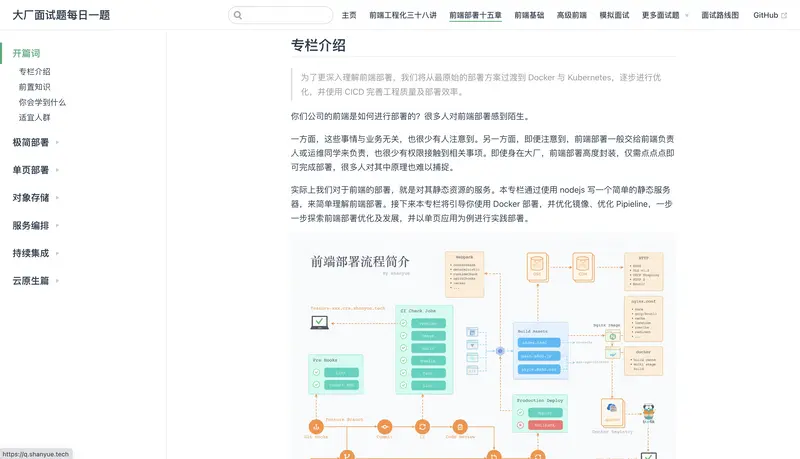 大厂面试题每日一题
主页
前端工程化三十八讲
前端部署十五章
前端基础
高级前端
模拟面试
更多面试题
面试路线图
GitHub
开篇词
专栏介绍
前置知识
你会学到什么
适宜人群
极简部署
单页部署
对象存储
服务编排
持续集成
云原生篇
专栏介绍
为了更深入理解前端部署，我们将从最原始的部署方案过渡到 Docker 与 Kubernetes，逐步进行优
化，并使用 CICD 完善工程质量及部署效率。
你们公司的前端是如何进行部署的？很多人对前端部署感到陌生。
一方面，这些事情与业务无关，也很少有人注意到。另一方面，即便注意到，前端部署一般交给前端负责
人或运维同学来负责，也很少有权限接触到相关事项。即使身在大厂，前端部署高度封装，仅需点点点即
可完成部署，很多人对其中原理也难以捕捉。
实际上我们对于前端的部署，就是对其静态资源的服务。本专栏通过使用 nodejs 写一个简单的静态服务
器，来简单理解前端部署。接下来本专栏将引导你使用 Docker 部署，并优化镜像、优化 Pipieline，一步
一步探索前端部署优化及发展，并以单页应用为例进行实践部署。
前端部署流程简介
by shanyue
Webpack
HTTP
nginx.conf
CI Check Jobs
Build Assets
Nginx Image
docker
Pre Hooks
Production Deploy
Feature Branch
Git Hooks
Commit
CI
Code Review
Docker Registry
https://q.shanyue.tech